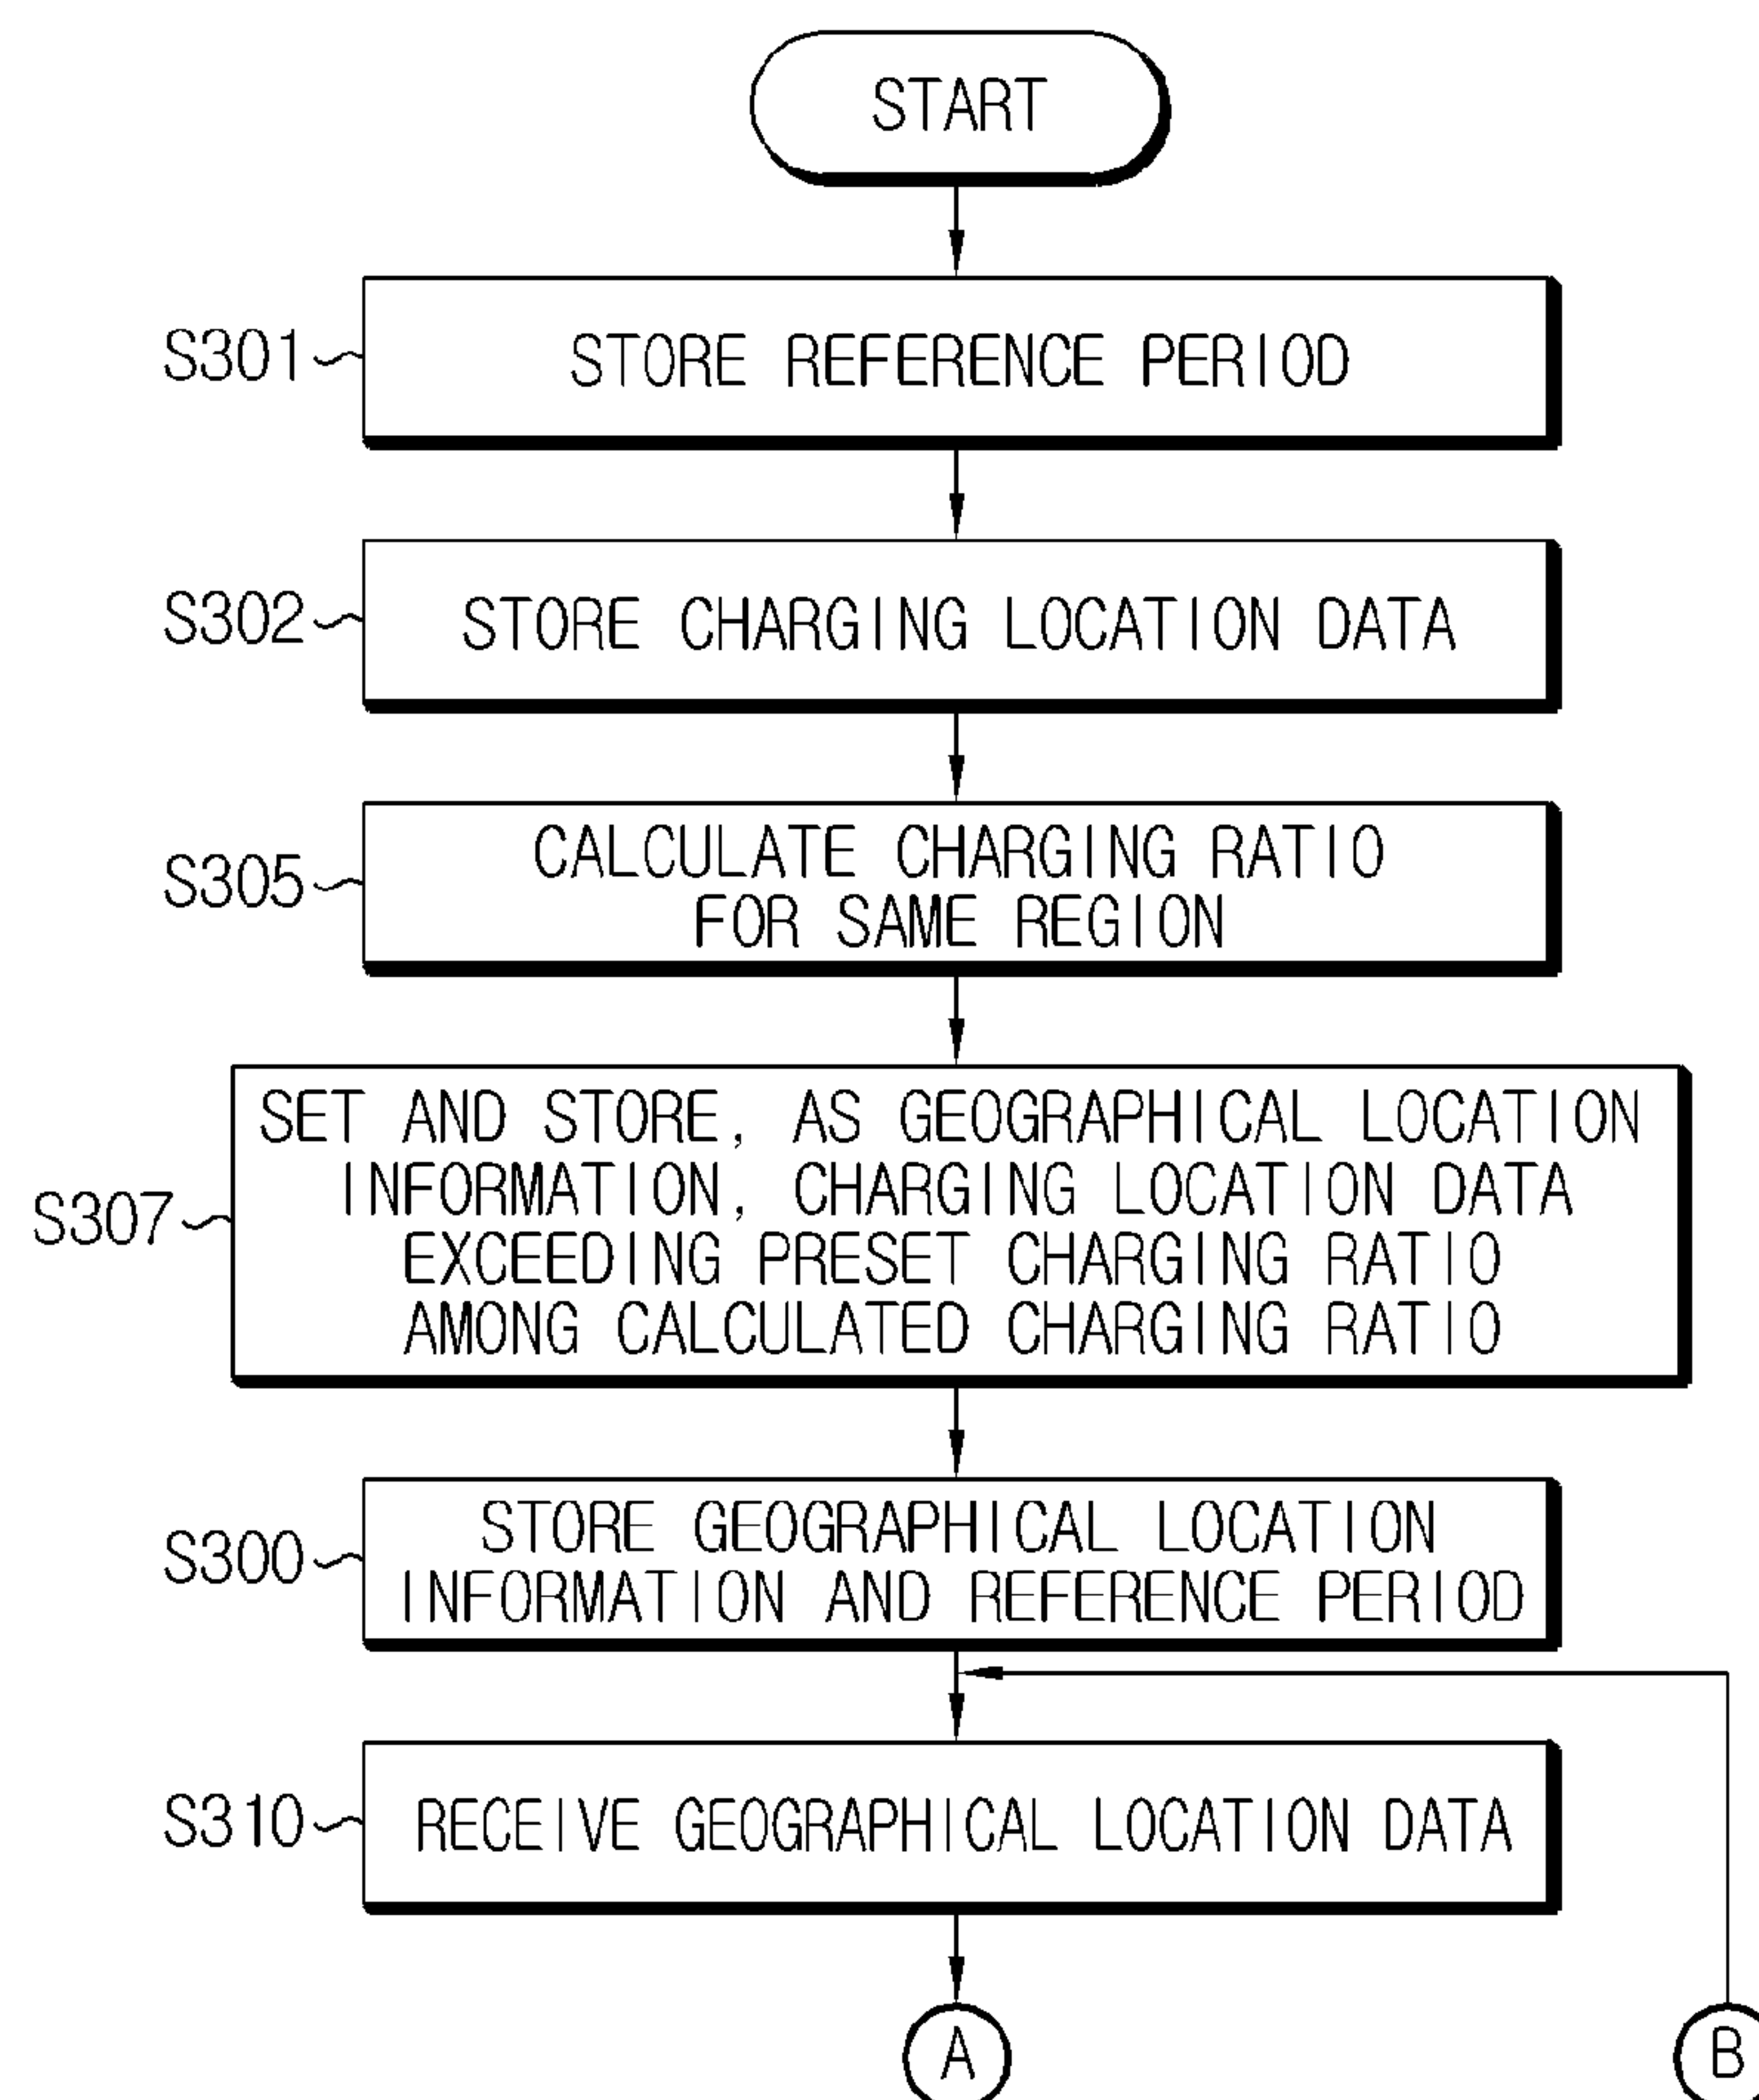 START
S301
STORE REFERENCE PERIOD
S302
STORE CHARGING LOCATION DATA
S305
CALCULATE CHARGING RATIO
FOR SAME REGION
S307
SET AND STORE, AS GEOGRAPHICAL LOCATION
INFORMATION, CHARGING LOCATION DATA
EXCEEDING PRESET CHARGING RATIO
AMONG CALCULATED CHARGING RATIO
S300
STORE GEOGRAPHICAL LOCATION
INFORMATION AND REFERENCE PERIOD
S310
RECEIVE GEOGRAPHICAL LOCATION DATA
A
B